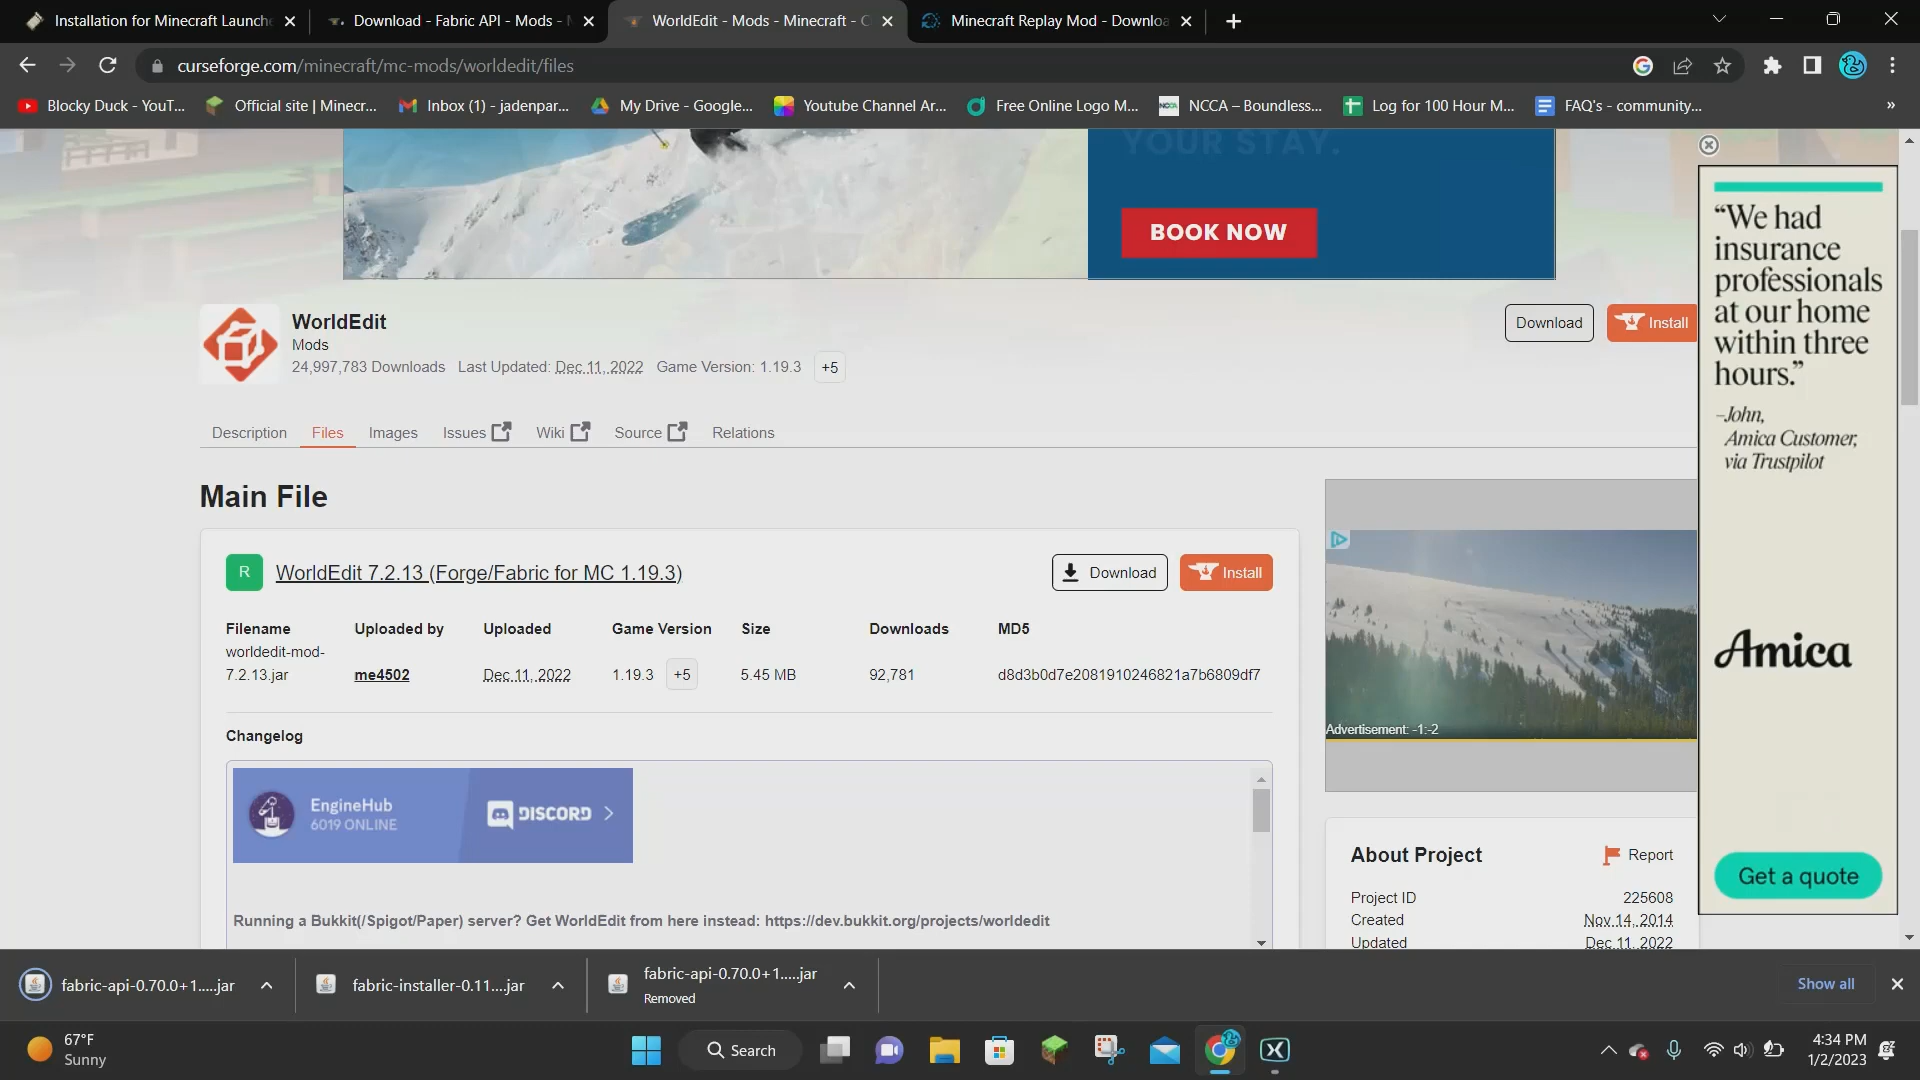 Installation for Minecraft Launche
Download - Fabric API - Mods - M
WorldEdit - Mods - Minecraft - C
Minecraft Replay Mod - Downloa
curseforge.com/minecraft/mc-mods/worldedit/files
Blocky Duck - YouT...
Official site | Minecr...
Inbox (1) - jadenpar...
My Drive - Google...
Youtube Channel Ar...
Free Online Logo M...
NCCA – Boundless...
Log for 100 Hour M...
FAQ's - community...
»
YOUR STAY.
BOOK NOW
“We had
insurance
professionals
at our home
within three
hours.”
–John,
Amica Customer,
via Trustpilot
Amica
Get a quote
WorldEdit
Mods
24,997,783 Downloads Last Updated: Dec 11, 2022 Game Version: 1.19.3 +5
Download
Install
Description
Files
Images
Issues
Wiki
Source
Relations
Main File
R
WorldEdit 7.2.13 (Forge/Fabric for MC 1.19.3)
Download
Install
Filename Uploaded by Uploaded Game Version Size Downloads MD5
worldedit-mod-
7.2.13.jar me4502 Dec 11, 2022 1.19.3 +5 5.45 MB 92,781 d8d3b0d7e2081910246821a7b6809df7
Changelog
EngineHub
6019 ONLINE
DISCORD
Running a Bukkit(/Spigot/Paper) server? Get WorldEdit from here instead: https://dev.bukkit.org/projects/worldedit
Advertisement: -1:-2
About Project
Report
Project ID 225608
Created Nov 14, 2014
Updated Dec 11, 2022
fabric-api-0.70.0+1.....jar
fabric-installer-0.11....jar
fabric-api-0.70.0+1.....jar
Removed
Show all
67°F
Sunny
Search
4:34 PM
1/2/2023